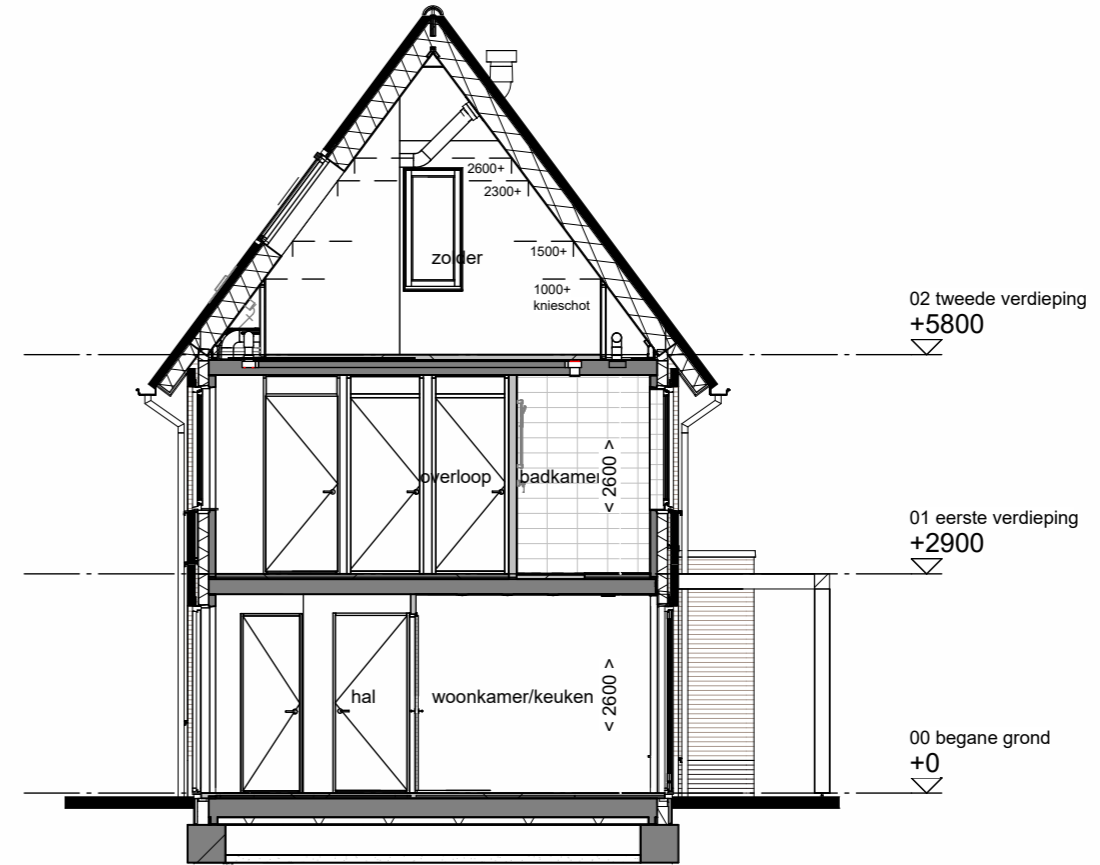 2600+
2300+
zolder
1500+
1000+
knieschot
02 tweede verdieping
+5800
overloop
badkamer
< 2600 >
01 eerste verdieping
+2900
hal
woonkamer/keuken
< 2600 >
00 begane grond
+0